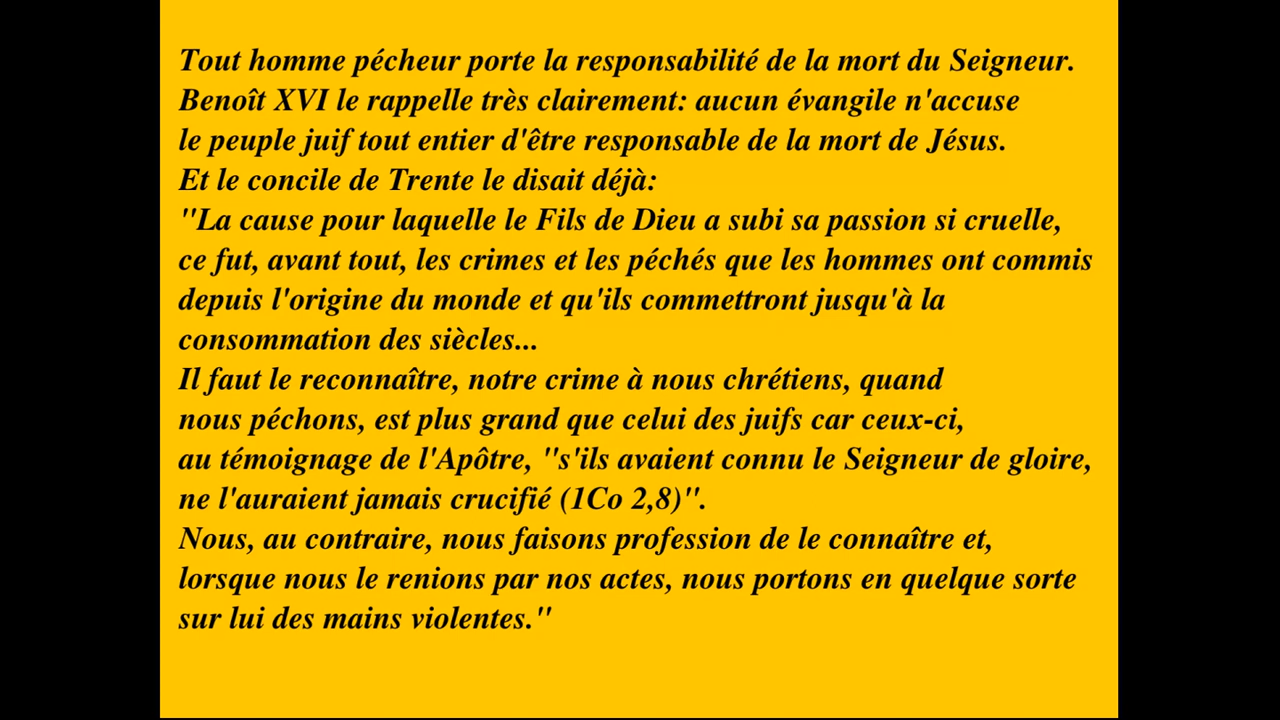 Tout homme pécheur porte la responsabilité de la mort du Seigneur.
Benoît XVI le rappelle très clairement: aucun évangile n'accuse
le peuple juif tout entier d'être responsable de la mort de Jésus.
Et le concile de Trente le disait déjà:
"La cause pour laquelle le Fils de Dieu a subi sa passion si cruelle,
ce fut, avant tout, les crimes et les péchés que les hommes ont commis
depuis l'origine du monde et qu'ils commettront jusqu'à la
consommation des siècles...
Il faut le reconnaître, notre crime à nous chrétiens, quand
nous péchons, est plus grand que celui des juifs car ceux-ci,
au témoignage de l'Apôtre, "s'ils avaient connu le Seigneur de gloire,
ne l'auraient jamais crucifié (1Co 2,8)".
Nous, au contraire, nous faisons profession de le connaître et,
lorsque nous le renions par nos actes, nous portons en quelque sorte
sur lui des mains violentes."